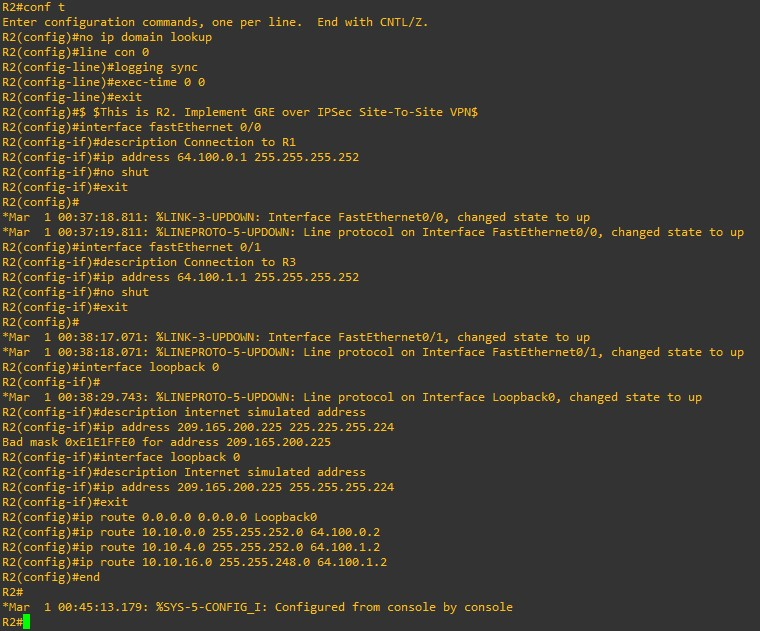 R2#conf t
Enter configuration commands, one per line.  End with CNTL/Z.
R2(config)#no ip domain lookup
R2(config)#line con 0
R2(config-line)#logging sync
R2(config-line)#exec-time 0 0
R2(config-line)#exit
R2(config)#$ $This is R2. Implement GRE over IPSec Site-To-Site VPN$
R2(config)#interface fastEthernet 0/0
R2(config-if)#description Connection to R1
R2(config-if)#ip address 64.100.0.1 255.255.255.252
R2(config-if)#no shut
R2(config-if)#exit
R2(config)#
*Mar  1 00:37:18.811: %LINK-3-UPDOWN: Interface FastEthernet0/0, changed state to up
*Mar  1 00:37:19.811: %LINEPROTO-5-UPDOWN: Line protocol on Interface FastEthernet0/0, changed state to up
R2(config)#interface fastEthernet 0/1
R2(config-if)#description Connection to R3
R2(config-if)#ip address 64.100.1.1 255.255.255.252
R2(config-if)#no shut
R2(config-if)#exit
R2(config)#
*Mar  1 00:38:17.071: %LINK-3-UPDOWN: Interface FastEthernet0/1, changed state to up
*Mar  1 00:38:18.071: %LINEPROTO-5-UPDOWN: Line protocol on Interface FastEthernet0/1, changed state to up
R2(config)#interface loopback 0
R2(config-if)#
*Mar  1 00:38:29.743: %LINEPROTO-5-UPDOWN: Line protocol on Interface Loopback0, changed state to up
R2(config-if)#description internet simulated address
R2(config-if)#ip address 209.165.200.225 225.225.255.224
Bad mask 0xE1E1FFE0 for address 209.165.200.225
R2(config-if)#interface loopback 0
R2(config-if)#description Internet simulated address
R2(config-if)#ip address 209.165.200.225 255.255.255.224
R2(config-if)#exit
R2(config)#ip route 0.0.0.0 0.0.0.0 Loopback0
R2(config)#ip route 10.10.0.0 255.255.252.0 64.100.0.2
R2(config)#ip route 10.10.4.0 255.255.252.0 64.100.1.2
R2(config)#ip route 10.10.16.0 255.255.248.0 64.100.1.2
R2(config)#end
R2#
*Mar  1 00:45:13.179: %SYS-5-CONFIG_I: Configured from console by console
R2#